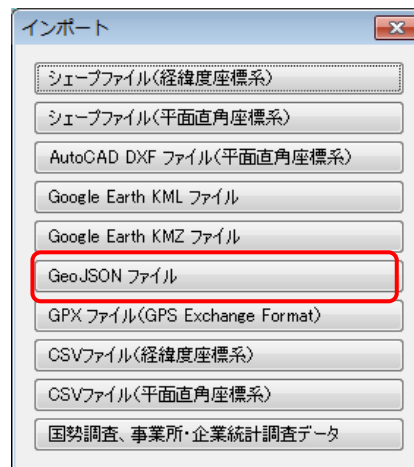 インポート
シェープファイル(経緯度座標系)
シェープファイル(平面直角座標系)
AutoCAD DXF ファイル(平面直角座標系)
Google Earth KML ファイル
Google Earth KMZ ファイル
GeoJSON ファイル
GPX ファイル(GPS Exchange Format)
CSVファイル(経緯度座標系)
CSVファイル(平面直角座標系)
国勢調査、事業所・企業統計調査データ